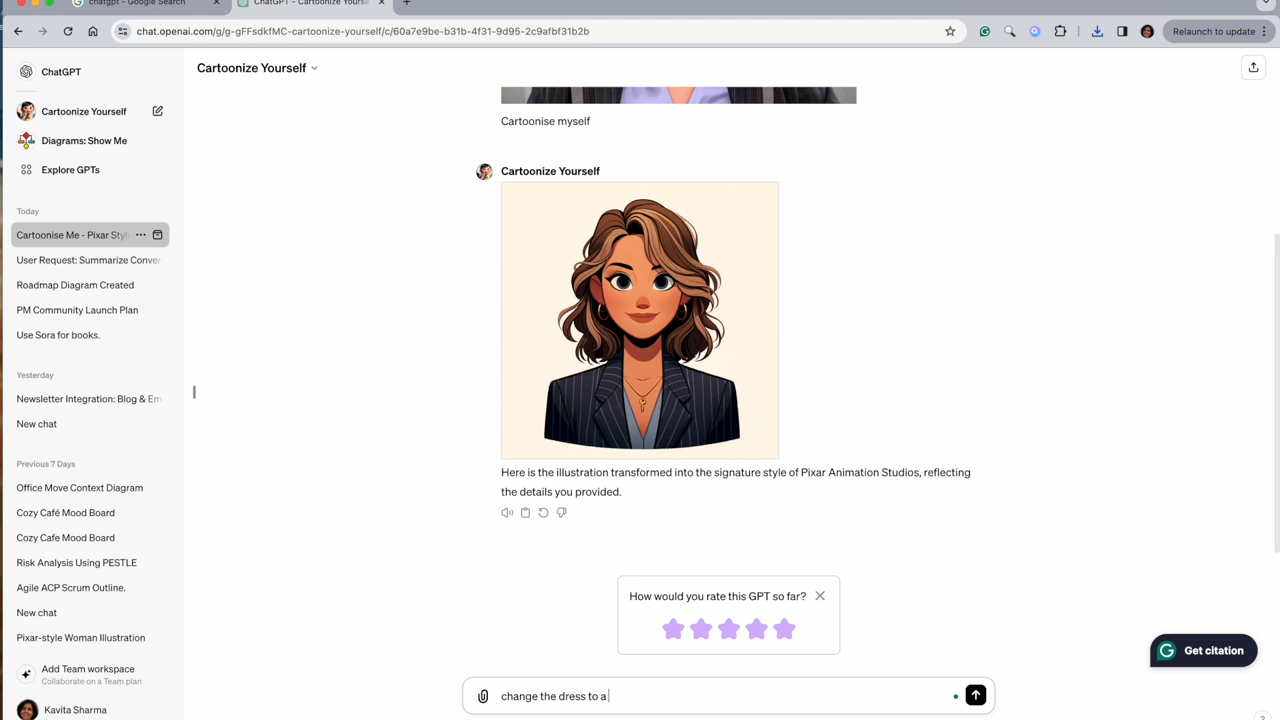 chatgpt - Google Search
ChatGPT - Cartoonize Yourse
chat.openai.com/g/g-gFFsdkfMC-cartoonize-yourself/c/60a7e9be-b31b-4f31-9d95-2c9afbf31b2b
Relaunch to update
ChatGPT
Cartoonize Yourself
Cartoonize Yourself
Diagrams: Show Me
Explore GPTs
Today
Cartoonise Me - Pixar Styl
User Request: Summarize Conver
Roadmap Diagram Created
PM Community Launch Plan
Use Sora for books.
Yesterday
Newsletter Integration: Blog & Em
New chat
Previous 7 Days
Office Move Context Diagram
Cozy Café Mood Board
Cozy Cafe Mood Board
Risk Analysis Using PESTLE
Agile ACP Scrum Outline.
New chat
Pixar-style Woman Illustration
Add Team workspace
Collaborate on a Team plan
Kavita Sharma
Cartoonise myself
Cartoonize Yourself
Here is the illustration transformed into the signature style of Pixar Animation Studios, reflecting
the details you provided.
How would you rate this GPT so far?
Get citation
change the dress to a
?